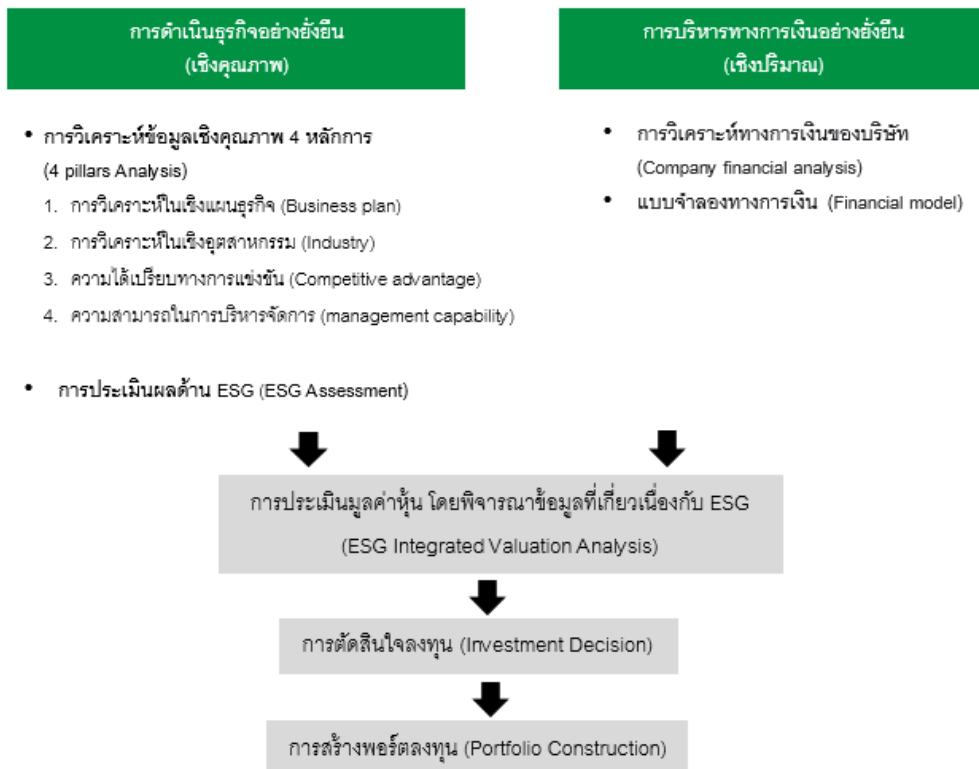 การดำเนินธุรกิจอย่างยั่งยืน
(เชิงคุณภาพ)
การบริหารทางการเงินอย่างยั่งยืน
(เชิงปริมาณ)
• การวิเคราะห์ข้อมูลเชิงคุณภาพ 4 หลักการ
(4 pillars Analysis)
1. การวิเคราะห์ในเชิงแผนธุรกิจ (Business plan)
2. การวิเคราะห์ในเชิงอุตสาหกรรม (Industry)
3. ความได้เปรียบทางการแข่งขัน (Competitive advantage)
4. ความสามารถในการบริหารจัดการ (management capability)
• การประเมินผลด้าน ESG (ESG Assessment)
• การวิเคราะห์ทางการเงินของบริษัท
(Company financial analysis)
• แบบจำลองทางการเงิน (Financial model)
การประเมินมูลค่าหุ้น โดยพิจารณาข้อมูลที่เกี่ยวเนื่องกับ ESG
(ESG Integrated Valuation Analysis)
การตัดสินใจลงทุน (Investment Decision)
การสร้างพอร์ตลงทุน (Portfolio Construction)